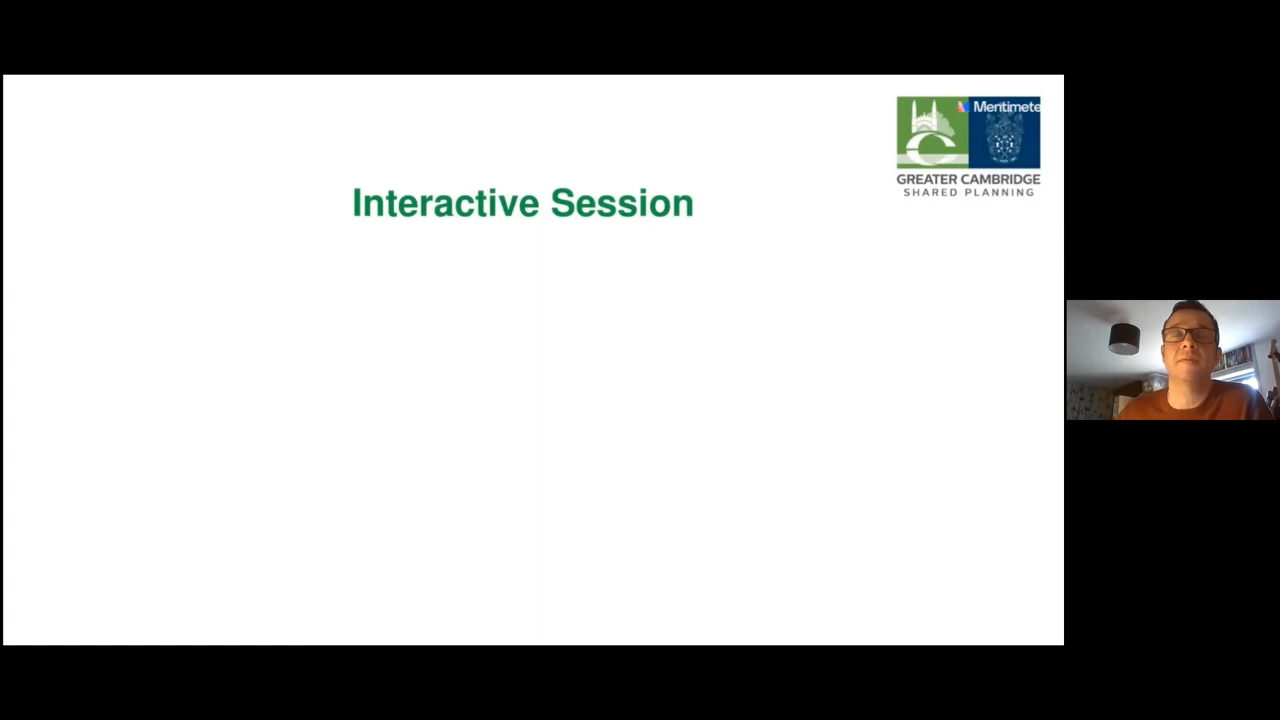 Mentimete
GREATER CAMBRIDGE
SHARED PLANNING
Interactive Session